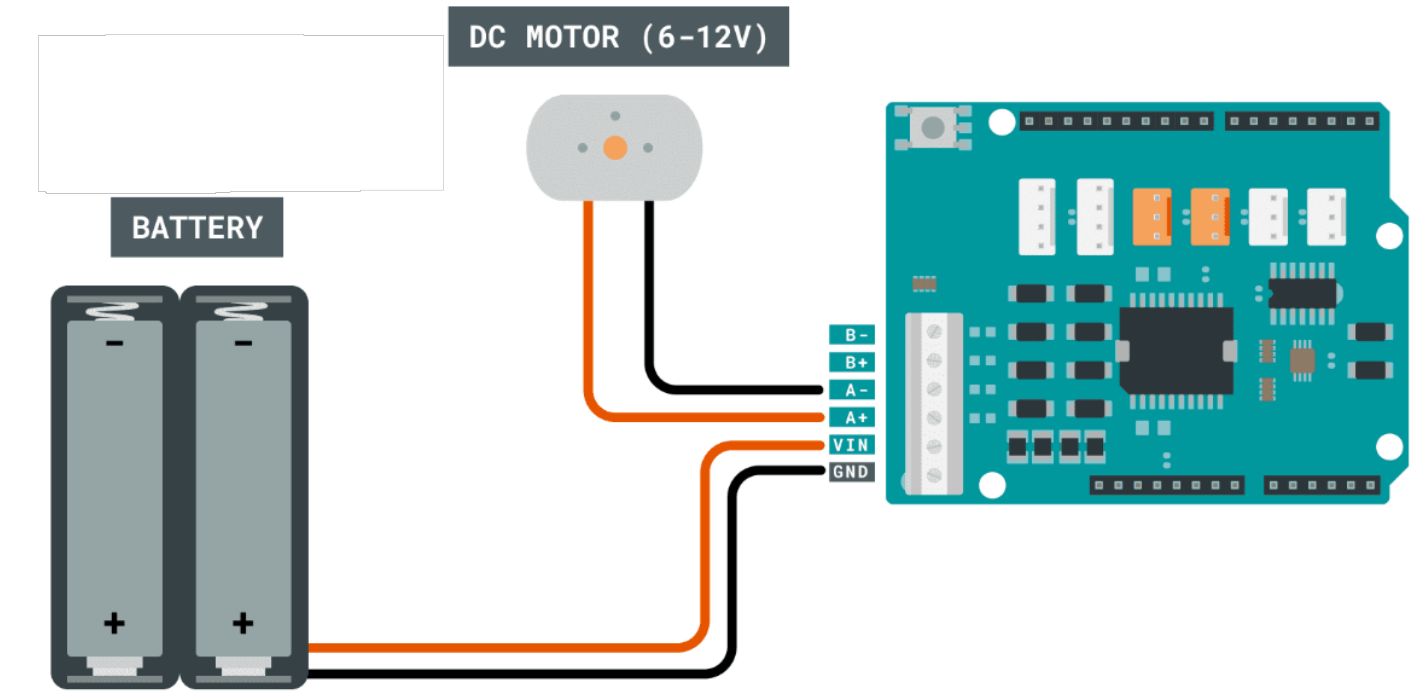 DC MOTOR (6-12V)
BATTERY
-
-
B-
B+
A-
A+
VIN
GND
+
+